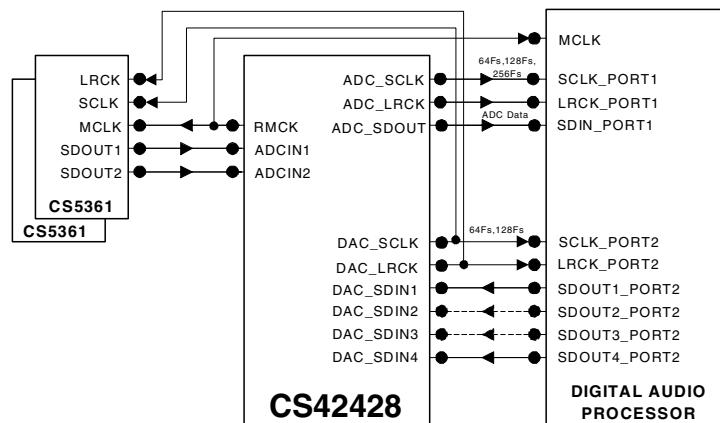 LRCK
SCLK
MCLK
SDOUT1
SDOUT2
CS5361
CS5361
RMCK
ADCIN1
ADCIN2
ADC_SCLK
ADC_LRCK
ADC_SDOUT
DAC_SCLK
DAC_LRCK
DAC_SDIN1
DAC_SDIN2
DAC_SDIN3
DAC_SDIN4
CS42428
64Fs,128Fs,
256Fs
ADC Data
64Fs,128Fs
MCLK
SCLK_PORT1
LRCK_PORT1
SDIN_PORT1
SCLK_PORT2
LRCK_PORT2
SDOUT1_PORT2
SDOUT2_PORT2
SDOUT3_PORT2
SDOUT4_PORT2
DIGITAL AUDIO
PROCESSOR